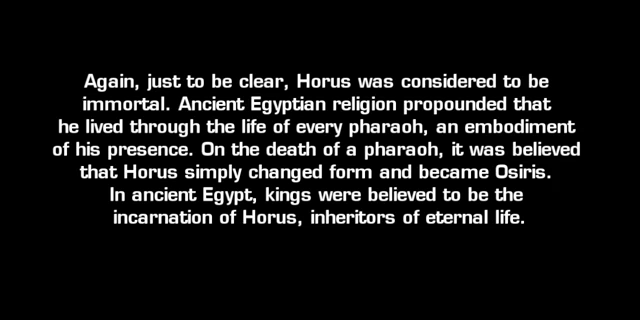 Again, just to be clear, Horus was considered to be
immortal. Ancient Egyptian religion propounded that
he lived through the life of every pharaoh, an embodiment
of his presence. On the death of a pharaoh, it was believed
that Horus simply changed form and became Osiris.
In ancient Egypt, kings were believed to be the
incarnation of Horus, inheritors of eternal life.